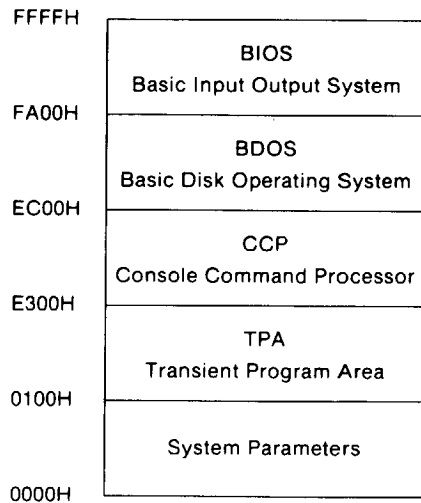 FFFFH
BIOS
Basic Input Output System
FA00H
BDOS
Basic Disk Operating System
EC00H
CCP
Console Command Processor
E300H
TPA
Transient Program Area
0100H
System Parameters
0000H